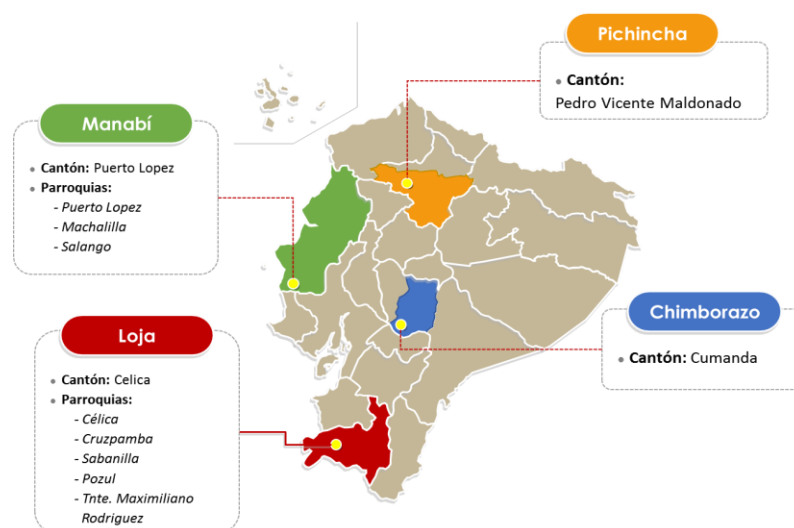 Pichincha
• Cantón:
Pedro Vicente Maldonado
Manabí
• Cantón: Puerto Lopez
• Parroquias:
- Puerto Lopez
- Machalilla
- Salango
Chimborazo
• Cantón: Cumanda
Loja
• Cantón: Celica
• Parroquias:
- Célica
- Cruzpamba
- Sabanilla
- Pozul
- Tnte. Maximiliano
Rodriguez